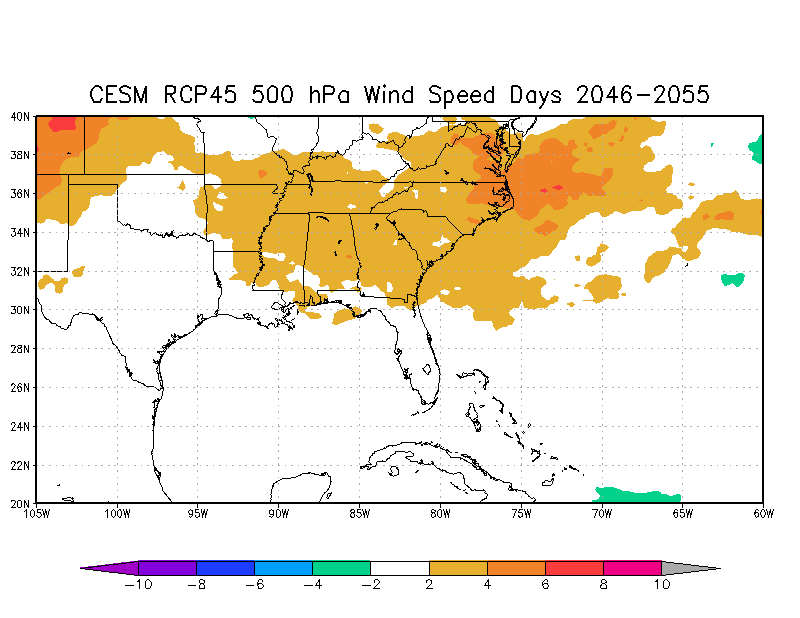 CESM RCP45 500 hPa Wind Speed Days 2046-2055
40N
38N
36N
34N
32N
30N
28N
26N
24N
22N
20N
105W 100W 95W 90W 85W 80W 75W 70W 65W 60W
-10 -8 -6 -4 -2 2 4 6 8 10